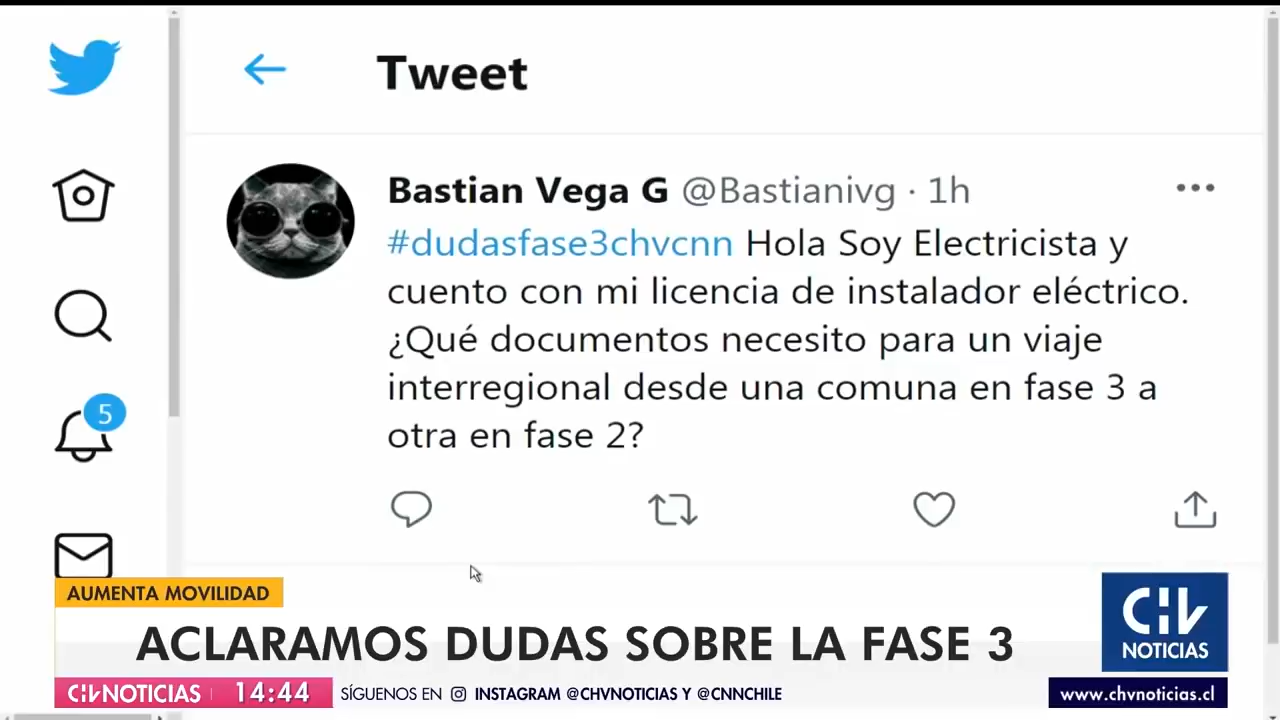 Tweet
Bastian Vega G @Bastianivg · 1h
#dudasfase3chvcnn Hola Soy Electricista y
cuento con mi licencia de instalador eléctrico.
¿Qué documentos necesito para un viaje
interregional desde una comuna en fase 3 a
otra en fase 2?
5
AUMENTA MOVILIDAD
ACLARAMOS DUDAS SOBRE LA FASE 3
CHV NOTICIAS
CHV NOTICIAS 14:44 SÍGUENOS EN INSTAGRAM @CHVNOTICIAS Y @CNNCHILE
www.chvnoticias.cl